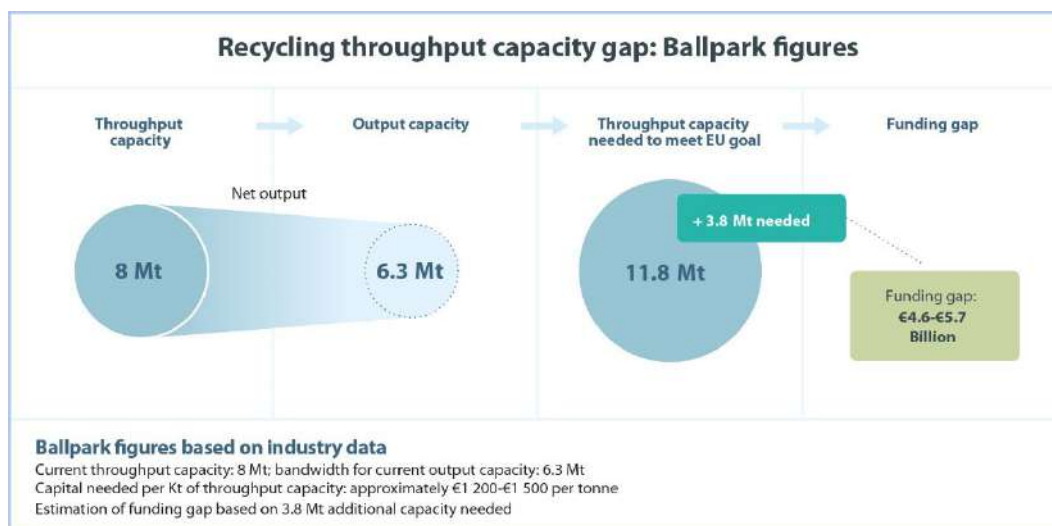 Recycling throughput capacity gap: Ballpark figures
Throughput
capacity
Output capacity
Throughput capacity
needed to meet EU goal
Funding gap
Net output
8 Mt
6.3 Mt
11.8 Mt
+ 3.8 Mt needed
Funding gap:
€4.6-€5.7
Billion
Ballpark figures based on industry data
Current throughput capacity: 8 Mt; bandwidth for current output capacity: 6.3 Mt
Capital needed per Kt of throughput capacity: approximately €1 200-€1 500 per tonne
Estimation of funding gap based on 3.8 Mt additional capacity needed